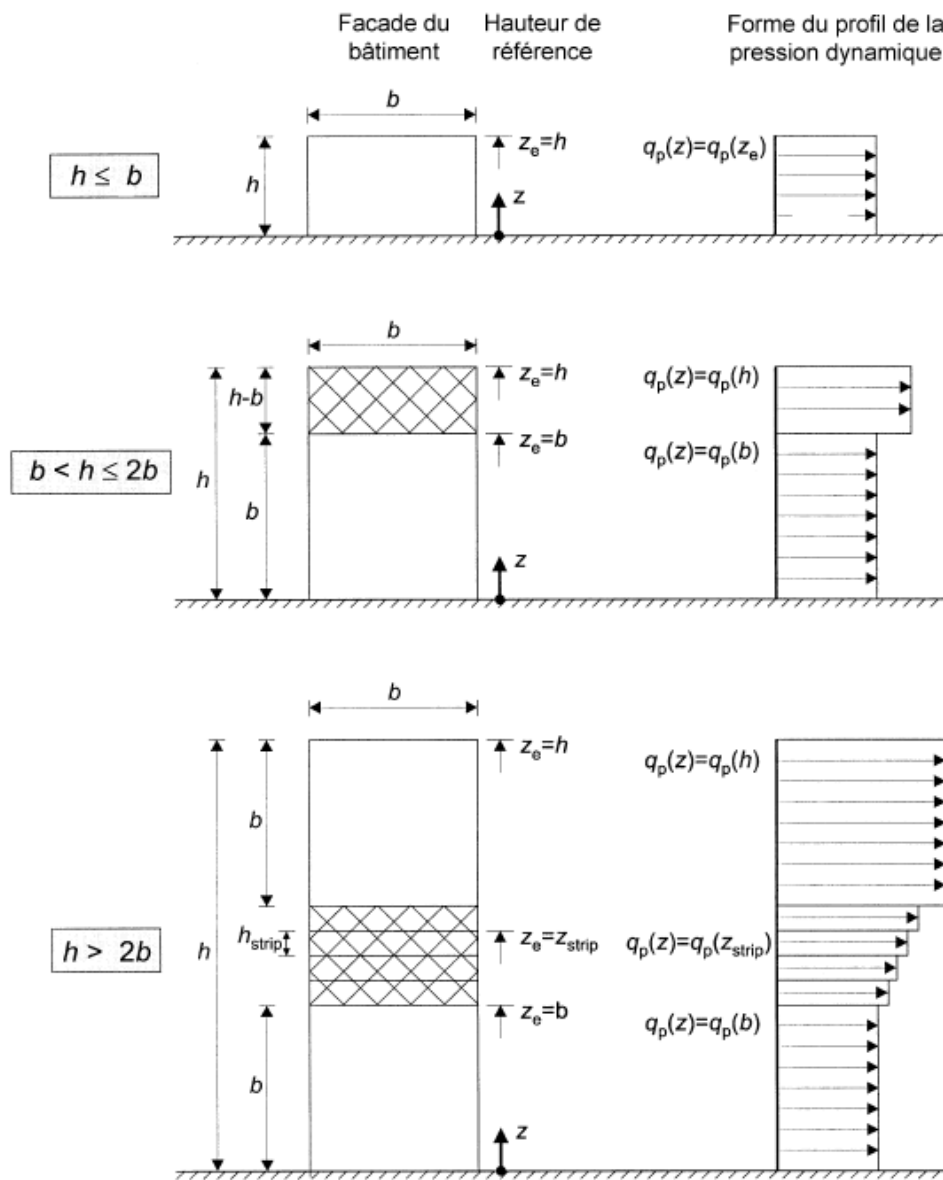 Facade du bâtiment
Hauteur de référence
Forme du profil de la pression dynamique
b
h ≤ b
h
z_e=h
z
q_p(z)=q_p(z_e)
b
b < h ≤ 2b
h
h-b
b
z_e=h
z_e=b
z
q_p(z)=q_p(h)
q_p(z)=q_p(b)
b
h > 2b
h
b
h_strip
b
z_e=h
z_e=z_strip
z_e=b
z
q_p(z)=q_p(h)
q_p(z)=q_p(z_strip)
q_p(z)=q_p(b)